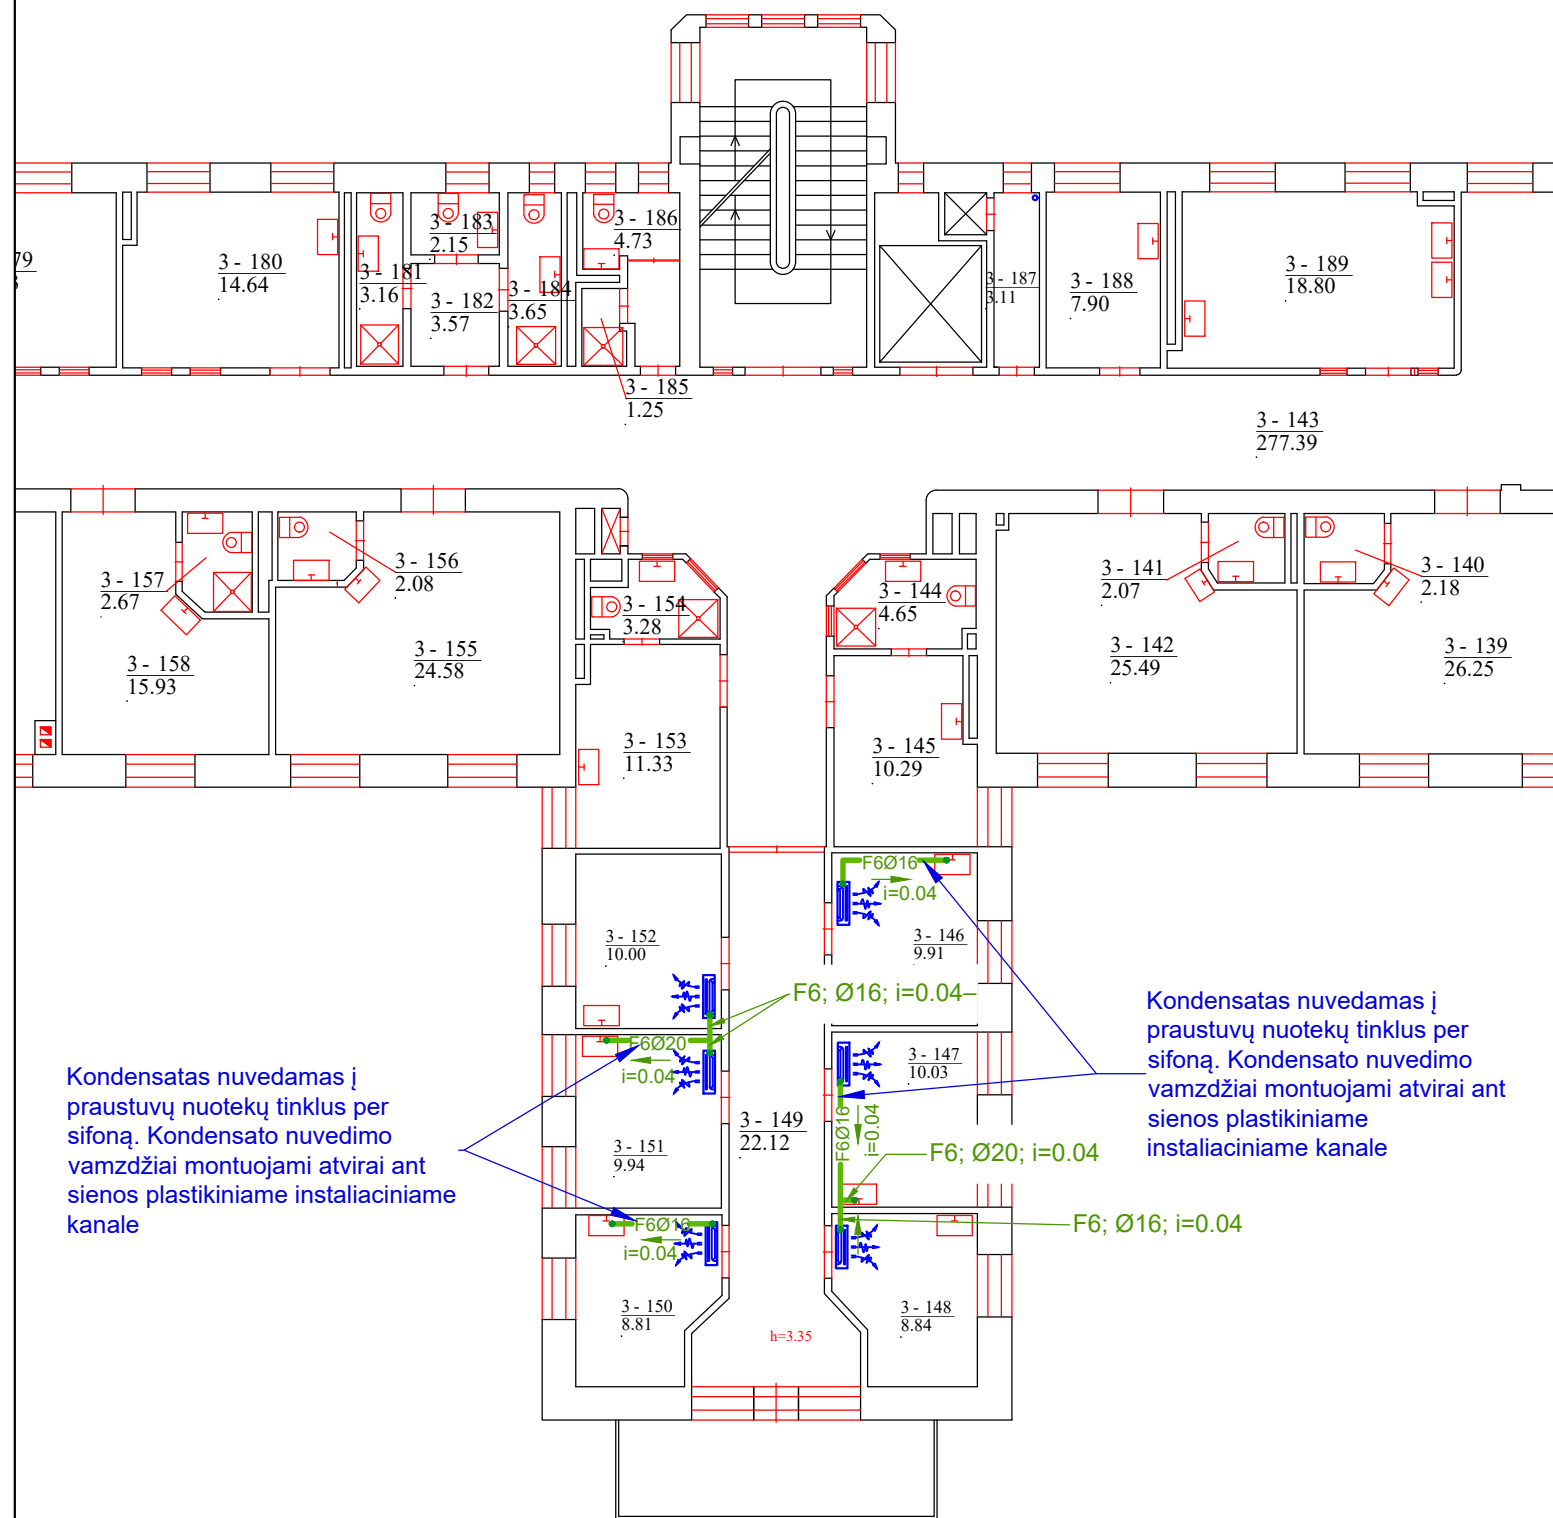 3 - 186
4.73
3 - 183
2.15
79
3 - 180
14.64
3 - 181
3.16
3 - 182
3.57
3 - 184
3.65
3 - 187
3.11
3 - 188
7.90
3 - 189
18.80
3 - 185
1.25
3 - 143
277.39
3 - 157
2.67
3 - 156
2.08
3 - 154
3.28
3 - 144
4.65
3 - 141
2.07
3 - 140
2.18
3 - 158
15.93
3 - 155
24.58
3 - 142
25.49
3 - 139
26.25
3 - 153
11.33
3 - 145
10.29
F6Ø16
i=0.04
3 - 152
10.00
3 - 146
9.91
F6; Ø16; i=0.04
F6Ø20
i=0.04
3 - 147
10.03
Kondensatas nuvedamas į
praustuvų nuotekų tinklus per
sifoną. Kondensato nuvedimo
vamzdžiai montuojami atvirai ant
sienos plastikiniame
instaliaciniame kanale
Kondensatas nuvedamas į
praustuvų nuotekų tinklus per
sifoną. Kondensato nuvedimo
vamzdžiai montuojami atvirai ant
sienos plastikiniame instaliaciniame
kanale
3 - 149
22.12
F6Ø16
i=0.04
3 - 151
9.94
F6; Ø20; i=0.04
F6Ø16
i=0.04
F6; Ø16; i=0.04
3 - 150
8.81
3 - 148
8.84
h=3.35